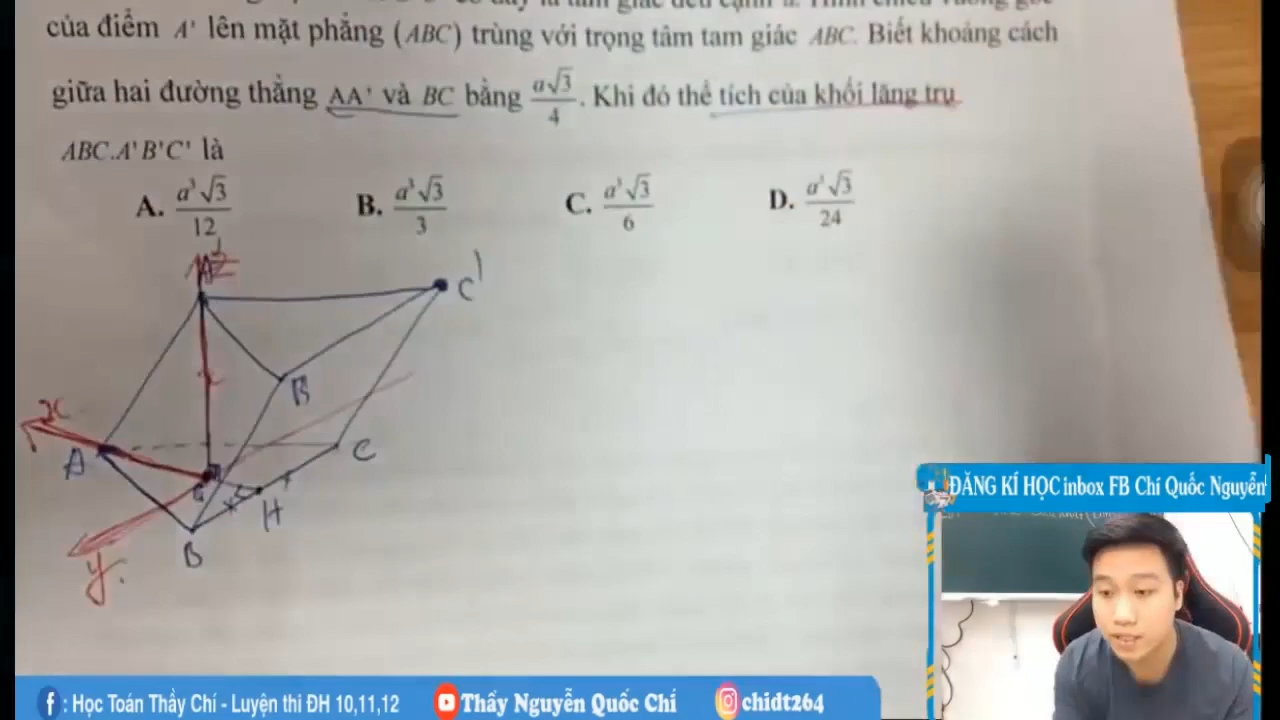 của điểm A' lên mặt phẳng (ABC) trùng với trọng tâm tam giác ABC. Biết khoảng cách
giữa hai đường thẳng AA' và BC bằng a√3/4. Khi đó thể tích của khối lăng trụ
ABC.A'B'C' là
A. a³√3/12 B. a³√3/3 C. a³√3/6 D. a³√3/24
z
C'
B
x
A
C
G
H
B
y
ĐĂNG KÍ HỌC inbox FB Chí Quốc Nguyễn
: Học Toán Thầy Chí - Luyện thi ĐH 10,11,12
Thầy Nguyễn Quốc Chí
chidt264